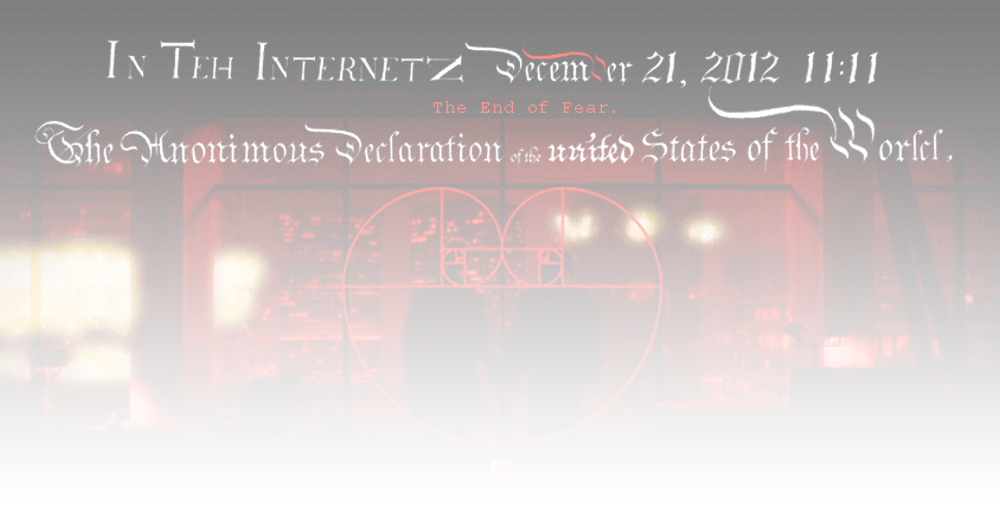 In Teh Internetz December 21, 2012 11:11
The End of Fear.
The Anonimous Declaration of the united States of the World,